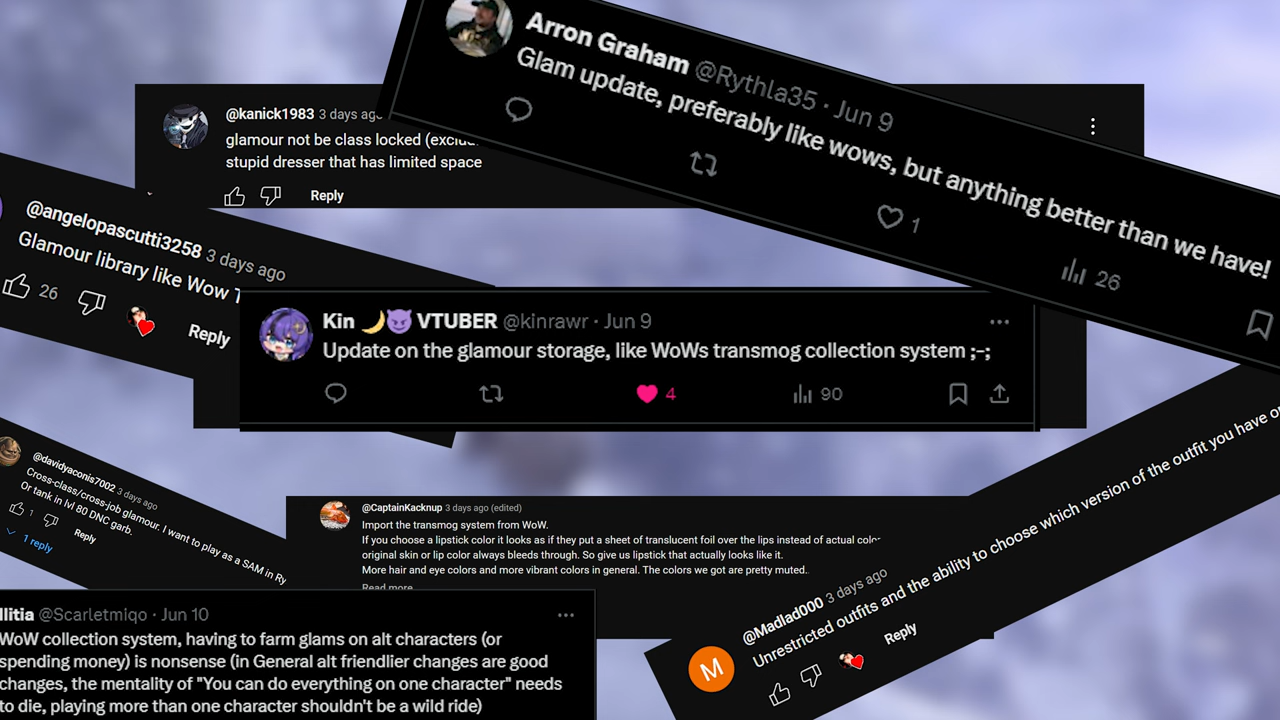 Arron Graham @Rythla35 · Jun 9
Glam update, preferably like wows, but anything better than we have!
1
26
@kanick1983 3 days ago
glamour not be class locked
stupid dresser that has limited space
Reply
@angelopascutti3258 3 days ago
Glamour library like Wow
26
Reply
Kin 🌙😈 VTUBER @kinrawr · Jun 9
Update on the glamour storage, like WoWs transmog collection system ;-;
4
90
@davidyaconis7002 3 days ago
Cross-class/cross-job glamour. I want to play as a SAM in Ry
Or tank in lvl 80 DNC garb.
1
Reply
1 reply
@CaptainKacknup 3 days ago (edited)
Import the transmog system from WoW.
If you choose a lipstick color it looks as if they put a sheet of translucent foil over the lips instead of actual color
original skin or lip color always bleeds through. So give us lipstick that actually looks like it.
More hair and eye colors and more vibrant colors in general. The colors we got are pretty muted.
Read more
M
@Madlad000 3 days ago
Unrestricted outfits and the ability to choose which version of the outfit you have
Reply
llitia @Scarletmiqo · Jun 10
WoW collection system, having to farm glams on alt characters (or
spending money) is nonsense (in General alt friendlier changes are good
changes, the mentality of "You can do everything on one character" needs
to die, playing more than one character shouldn't be a wild ride)